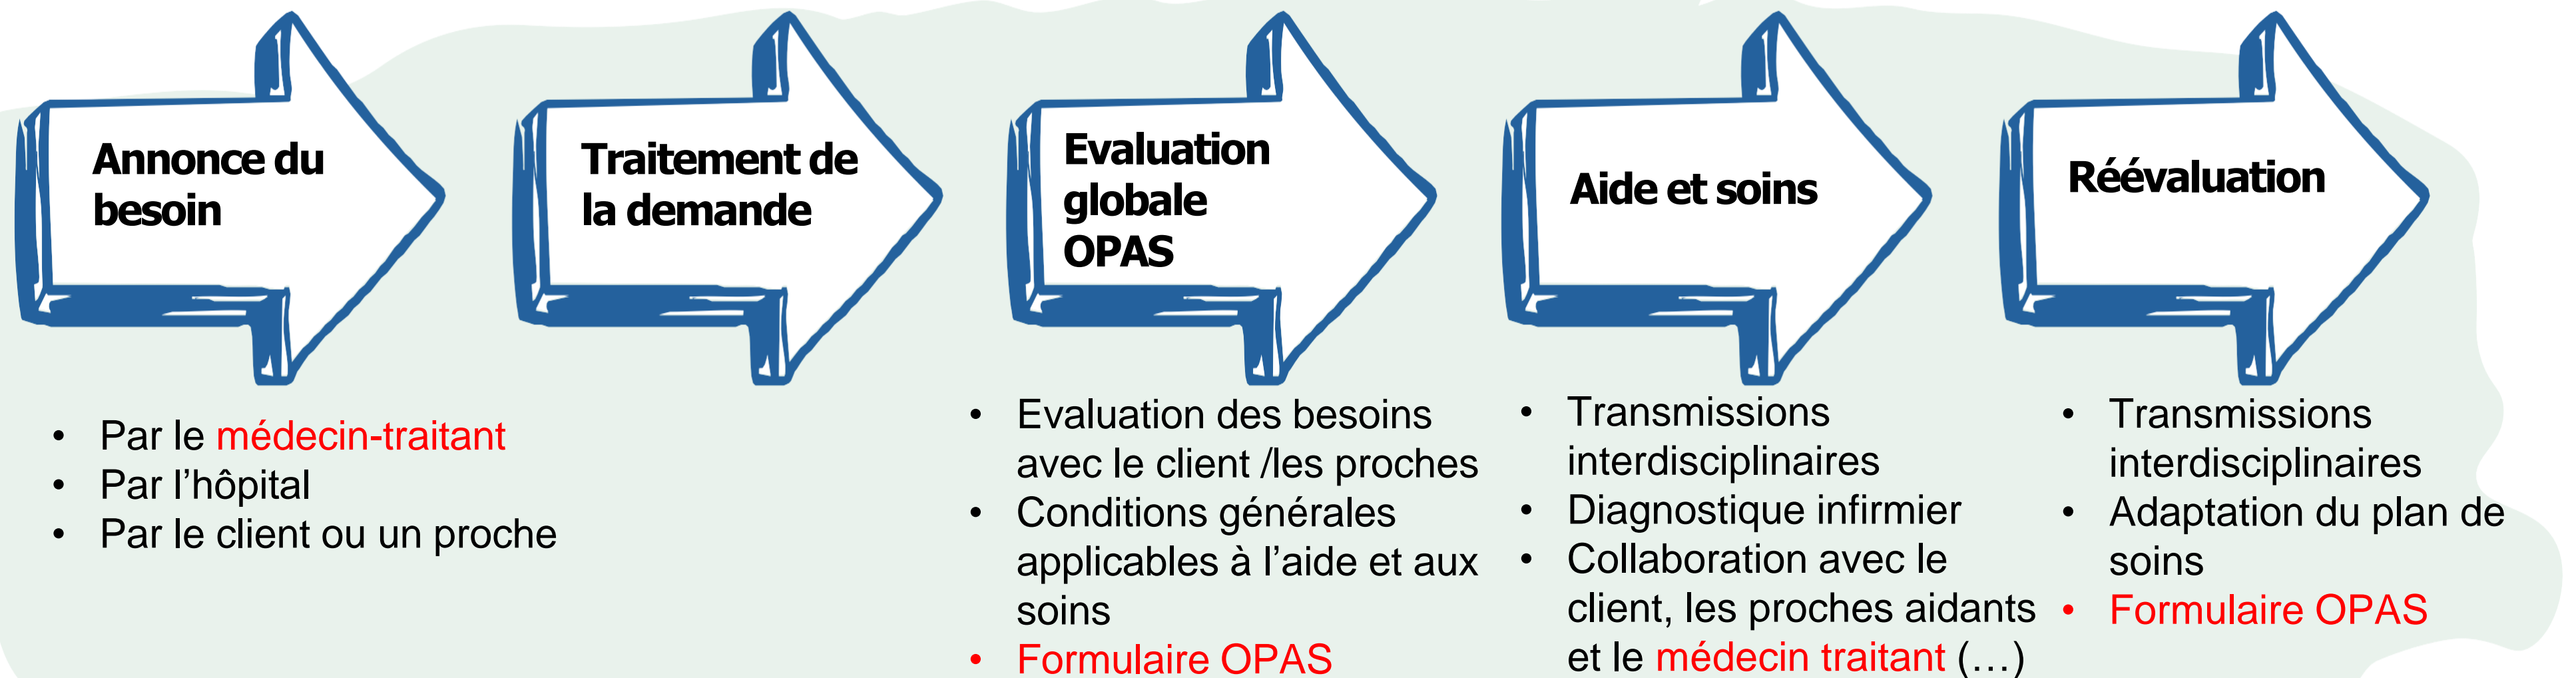 Annonce du
besoin
Traitement de
la demande
Evaluation
globale
OPAS
Aide et soins
Réévaluation
• Par le médecin-traitant
• Par l’hôpital
• Par le client ou un proche
• Evaluation des besoins
avec le client /les proches
• Conditions générales
applicables à l’aide et aux
soins
• Formulaire OPAS
• Transmissions
interdisciplinaires
• Diagnostique infirmier
• Collaboration avec le
client, les proches aidants
et le médecin traitant (…)
• Transmissions
interdisciplinaires
• Adaptation du plan de
soins
• Formulaire OPAS